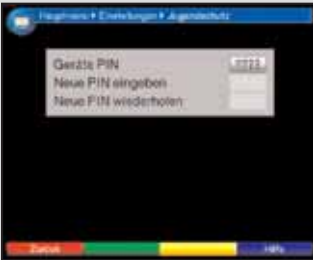 Hauptmenü Einstellungen Jugendschutz
Geräte PIN
Neue PIN eingeben
Neue PIN wiederholen
Zurück
Hilfe